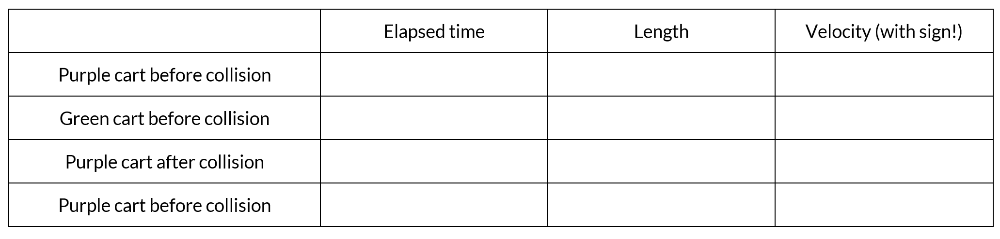 Elapsed time Length Velocity (with sign!)
Purple cart before collision
Green cart before collision
Purple cart after collision
Purple cart before collision